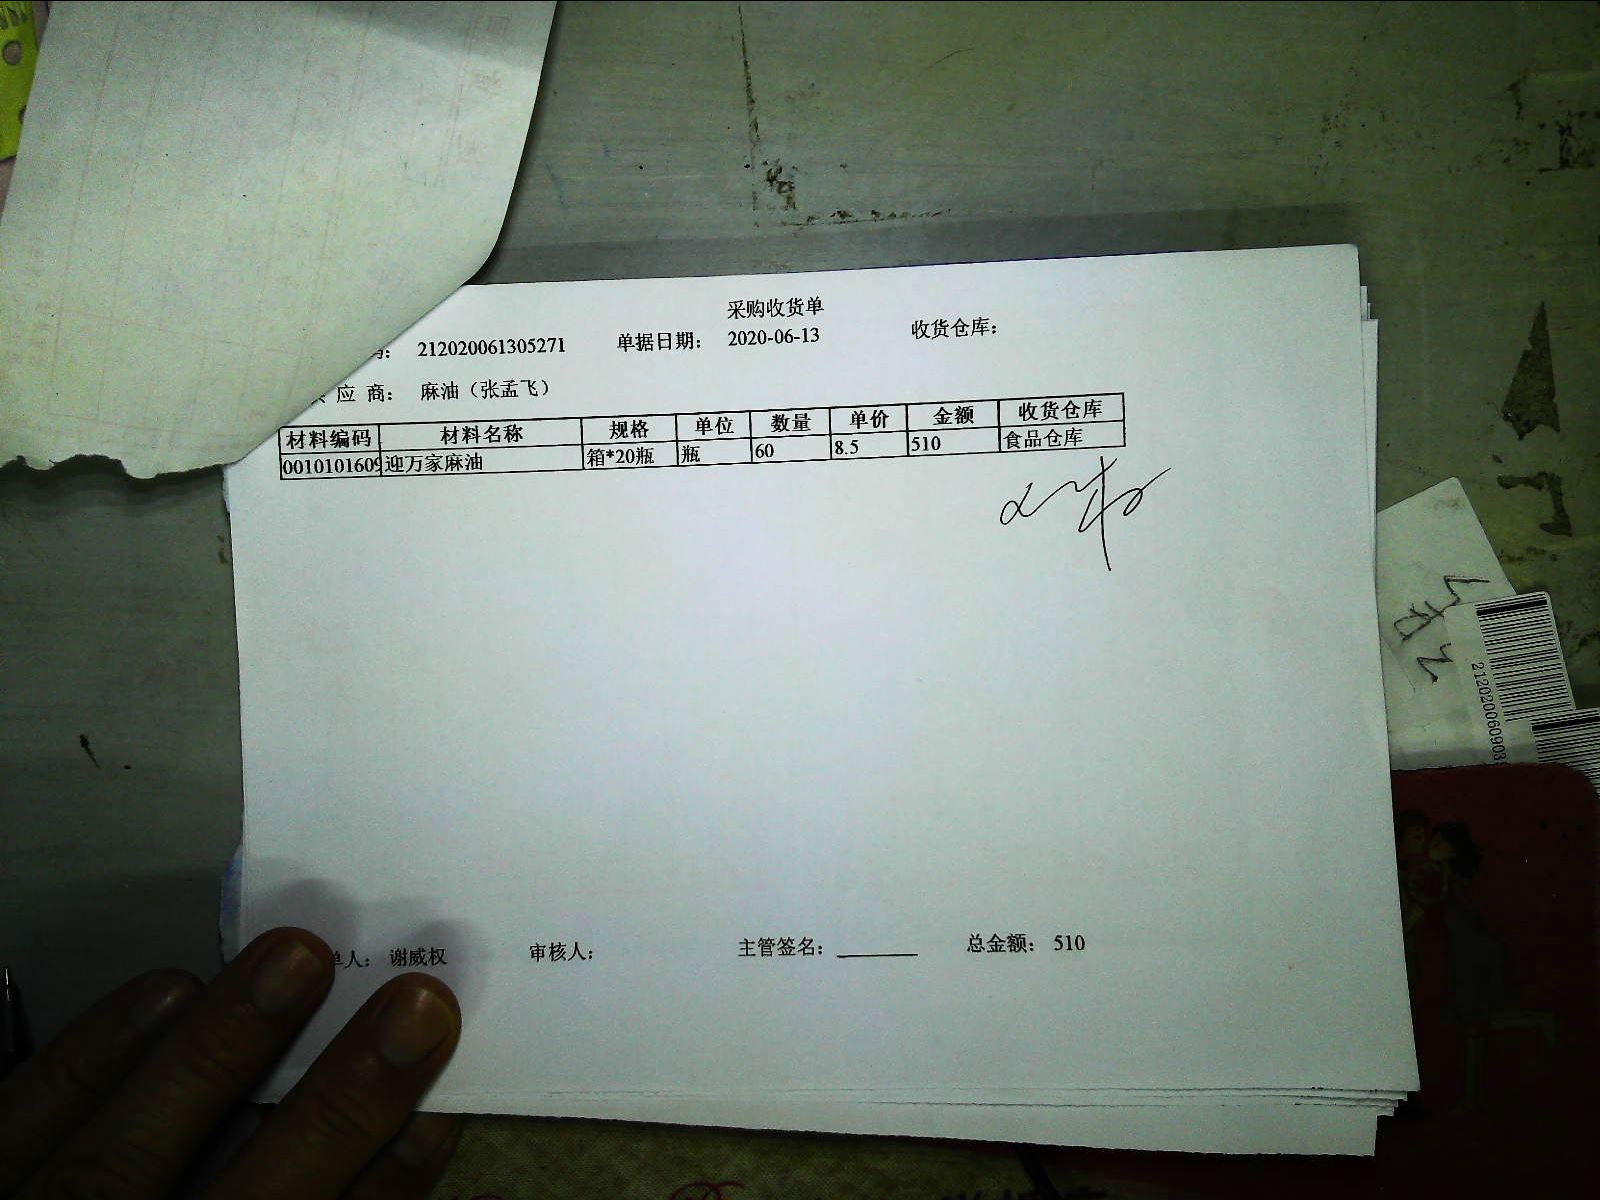 采购收货单
码： 212020061305271 单据日期： 2020-06-13 收货仓库：
应 商： 麻油（张孟飞）
材料编码 材料名称 规格 单位 数量 单价 金额 收货仓库
0010101609 迎万家麻油 箱*20瓶 瓶 60 8.5 510 食品仓库
单人： 谢威权 审核人： 主管签名： 总金额： 510